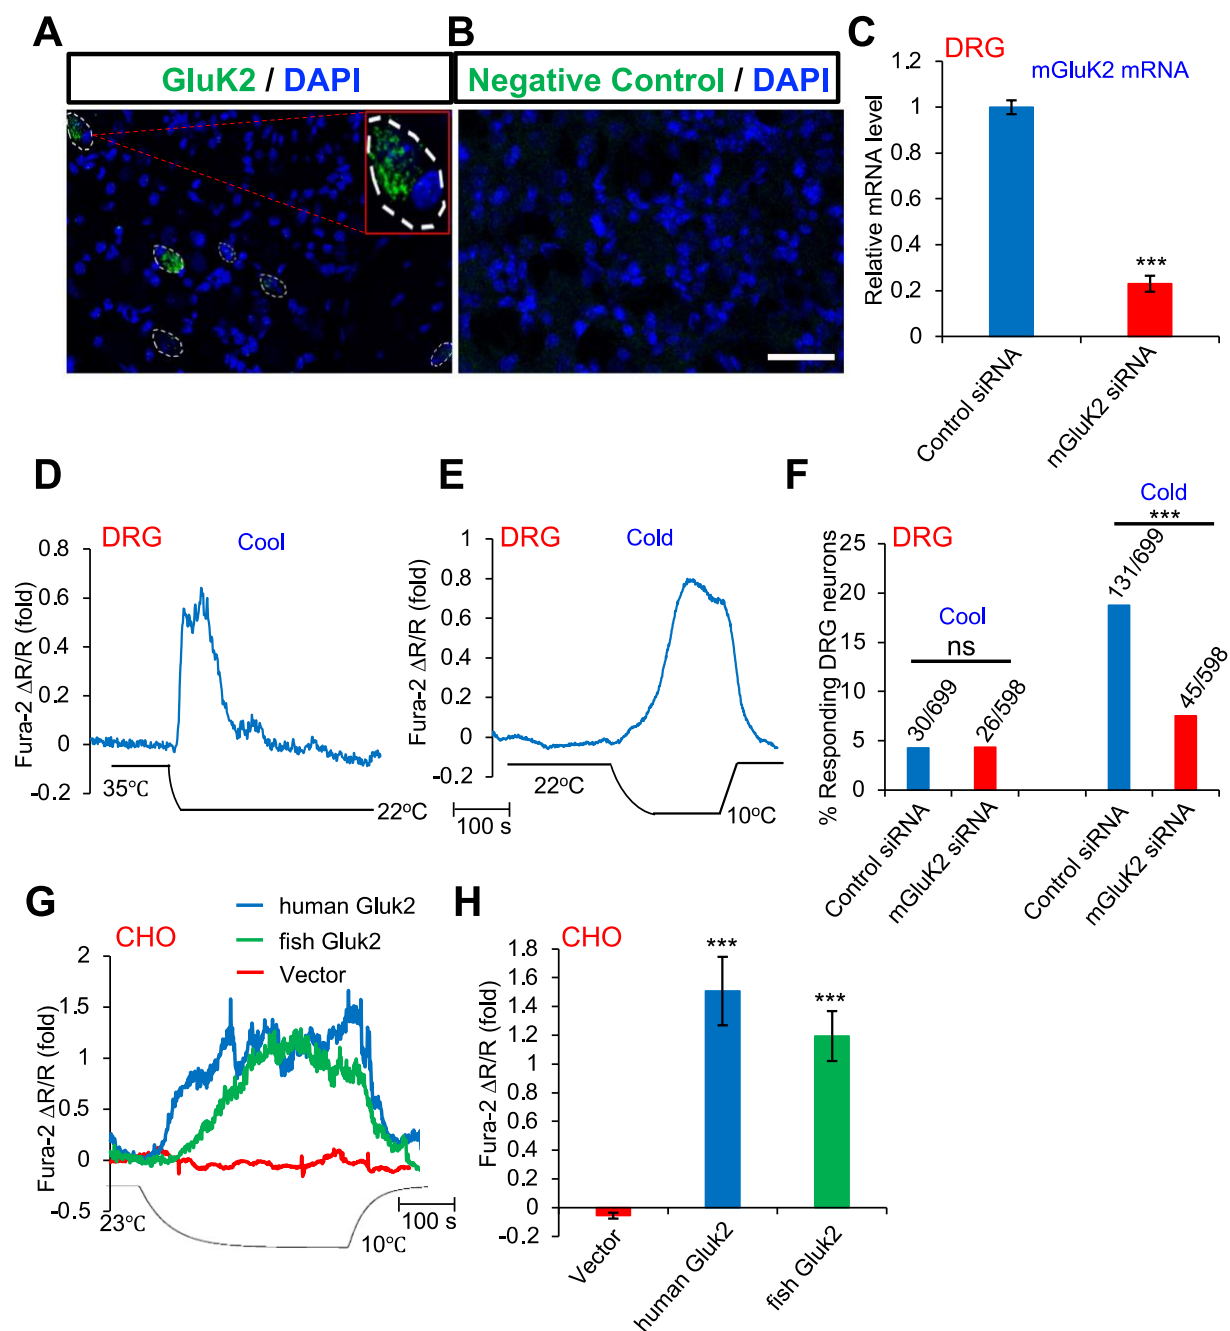 A
GluK2 / DAPI
B
Negative Control / DAPI
C
DRG
mGluK2 mRNA
Relative mRNA level
1.2
1
0.8
0.6
0.4
0.2
0
***
Control siRNA
mGluK2 siRNA
D
DRG
Cool
Fura-2 ΔR/R (fold)
0.8
0.6
0.4
0.2
0
-0.2
35°C
22°C
E
DRG
Cold
Fura-2 ΔR/R (fold)
1
0.8
0.6
0.4
0.2
0
-0.2
22°C
10°C
100 s
F
DRG
Cold
***
Cool
ns
% Responding DRG neurons
25
20
15
10
5
0
30/699
26/598
131/699
45/598
Control siRNA
mGluK2 siRNA
Control siRNA
mGluK2 siRNA
G
CHO
human Gluk2
fish Gluk2
Vector
Fura-2 ΔR/R (fold)
2
1.5
1
0.5
0
-0.5
23°C
10°C
100 s
H
CHO
Fura-2 ΔR/R (fold)
1.8
1.6
1.4
1.2
1
0.8
0.6
0.4
0.2
0
-0.2
***
***
Vector
human Gluk2
fish Gluk2